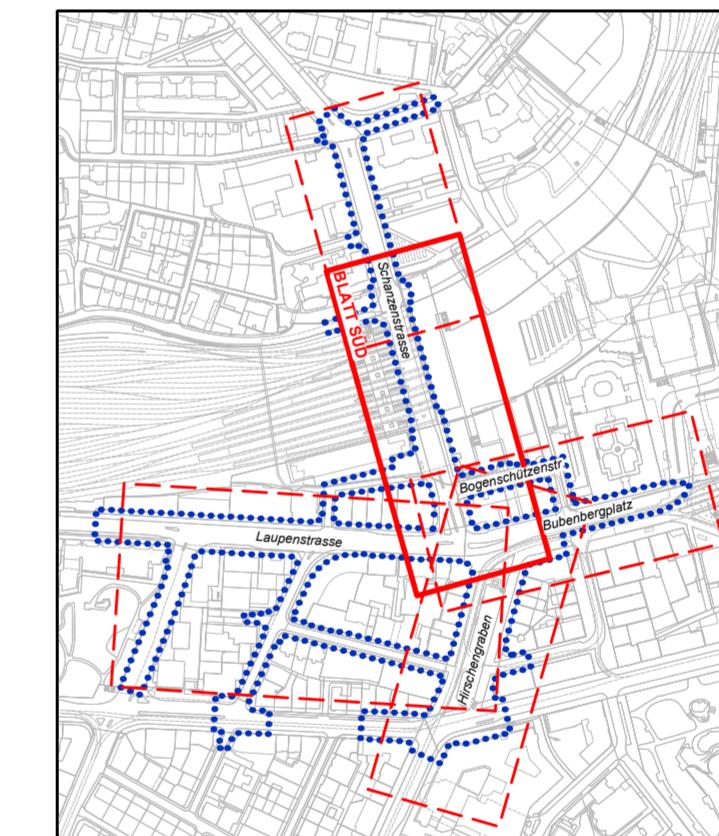 Schanzenstrasse
BLATT SÜD
Bogenschützenstr.
Bubenbergplatz
Laupenstrasse
Hirschengraben